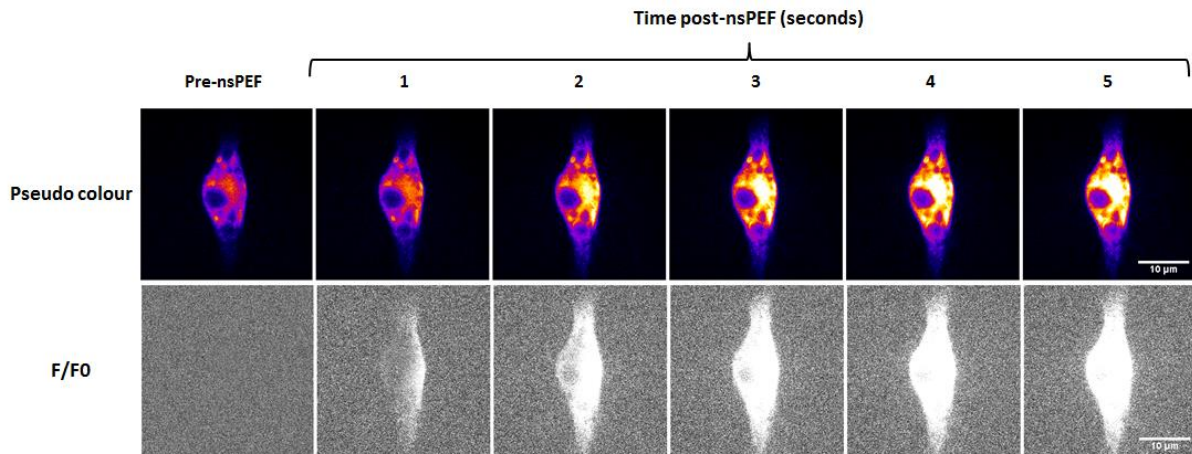 Time post-nsPEF (seconds)
Pre-nsPEF 1 2 3 4 5
Pseudo colour
10 µm
F/F0
10 µm